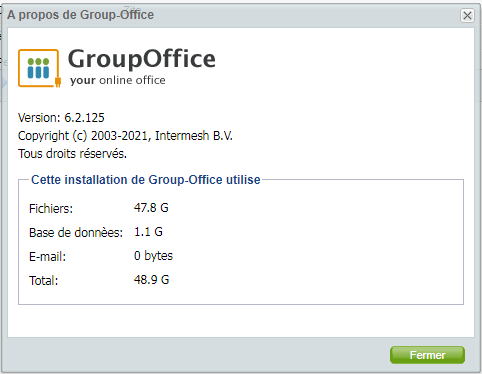 A propos de Group-Office
GroupOffice
your online office
Version: 6.2.125
Copyright (c) 2003-2021, Intermesh B.V.
Tous droits réservés.
Cette installation de Group-Office utilise
Fichiers: 47.8 G
Base de donnèes: 1.1 G
E-mail: 0 bytes
Total: 48.9 G
Fermer